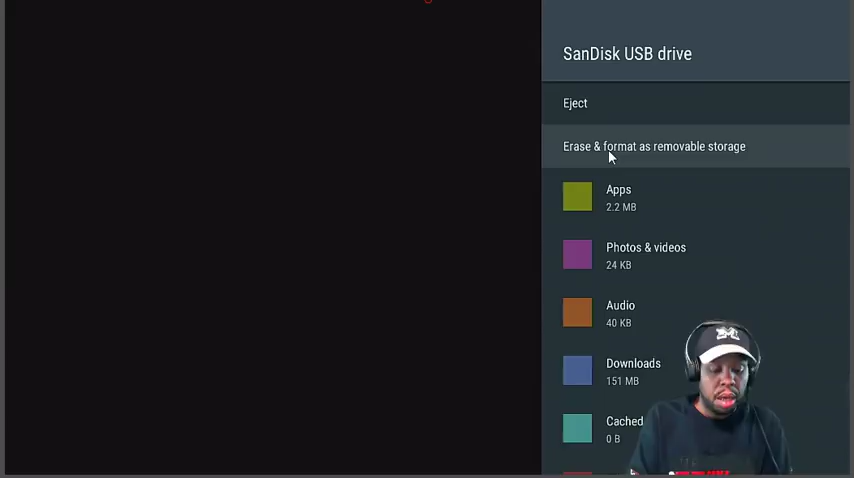 SanDisk USB drive
Eject
Erase & format as removable storage
Apps
2.2 MB
Photos & videos
24 KB
Audio
40 KB
Downloads
151 MB
Cached
0 B